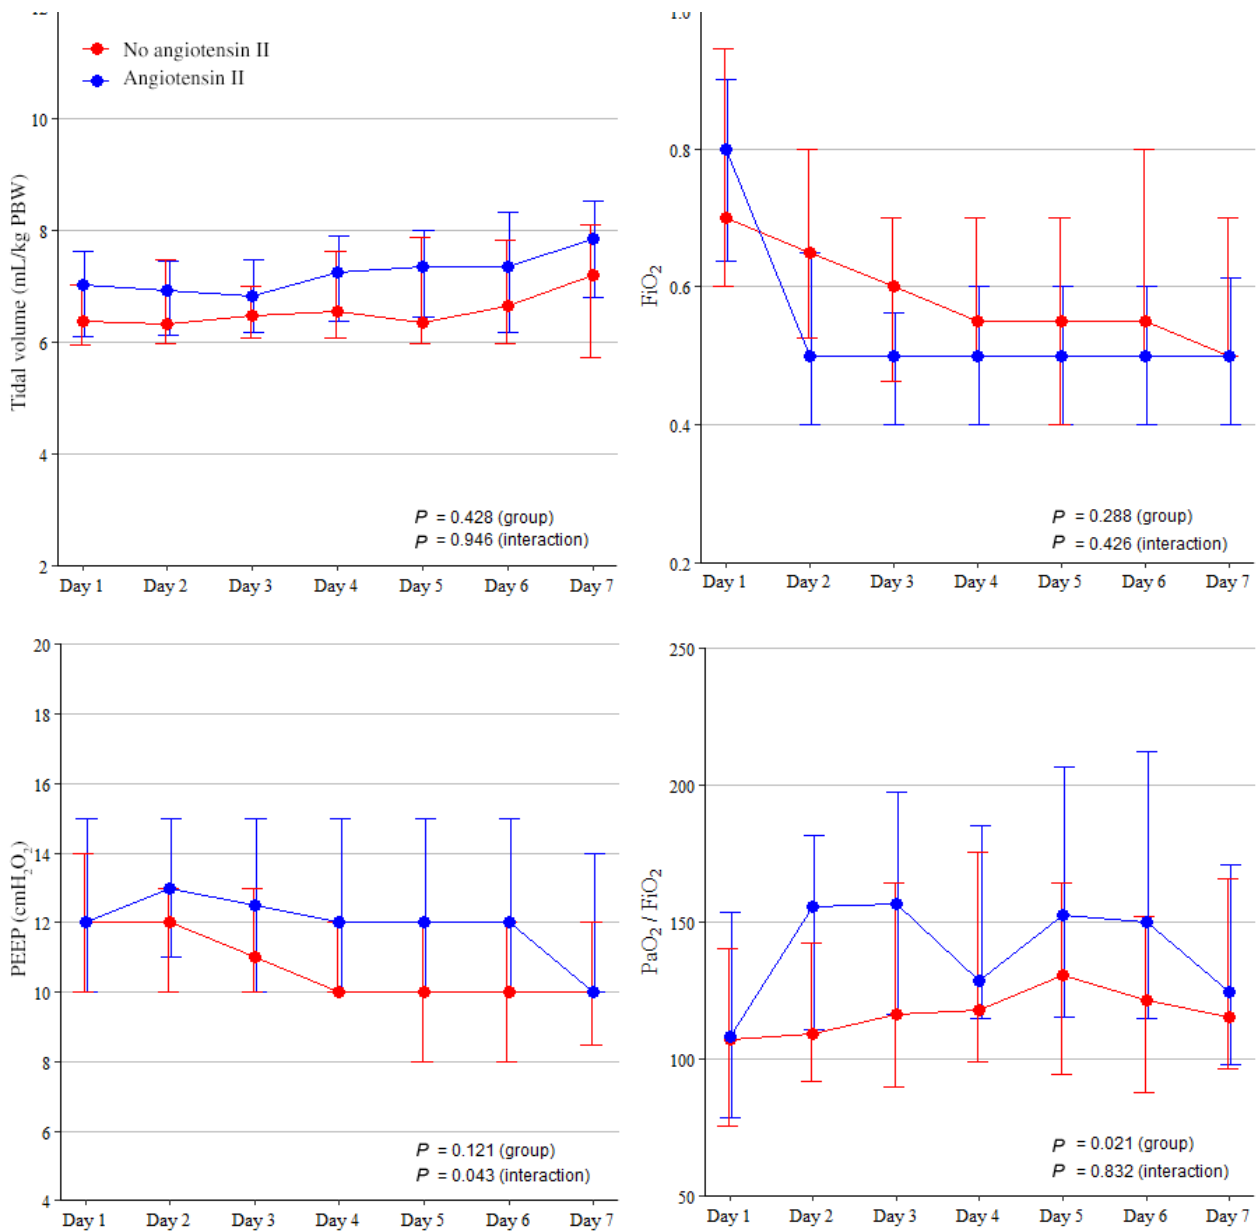 12
No angiotensin II
Angiotensin II
10
8
6
4
2
Tidal volume (mL/kg PBW)
P = 0.428 (group)
P = 0.946 (interaction)
Day 1 Day 2 Day 3 Day 4 Day 5 Day 6 Day 7
1.0
0.8
0.6
0.4
0.2
FiO2
P = 0.288 (group)
P = 0.426 (interaction)
Day 1 Day 2 Day 3 Day 4 Day 5 Day 6 Day 7
20
18
16
14
12
10
8
6
4
PEEP (cmH2O2)
P = 0.121 (group)
P = 0.043 (interaction)
Day 1 Day 2 Day 3 Day 4 Day 5 Day 6 Day 7
250
200
150
100
50
PaO2 / FiO2
P = 0.021 (group)
P = 0.832 (interaction)
Day 1 Day 2 Day 3 Day 4 Day 5 Day 6 Day 7